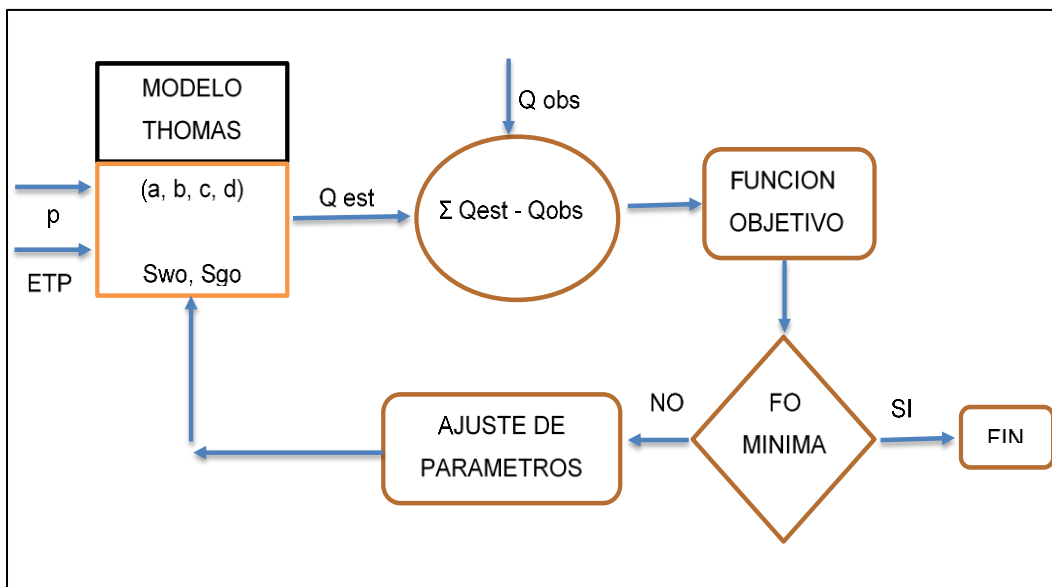 MODELO
THOMAS
(a, b, c, d)
Swo, Sgo
p
ETP
Q est
Q obs
Σ Qest - Qobs
FUNCION
OBJETIVO
FO
MINIMA
NO
SI
FIN
AJUSTE DE
PARAMETROS